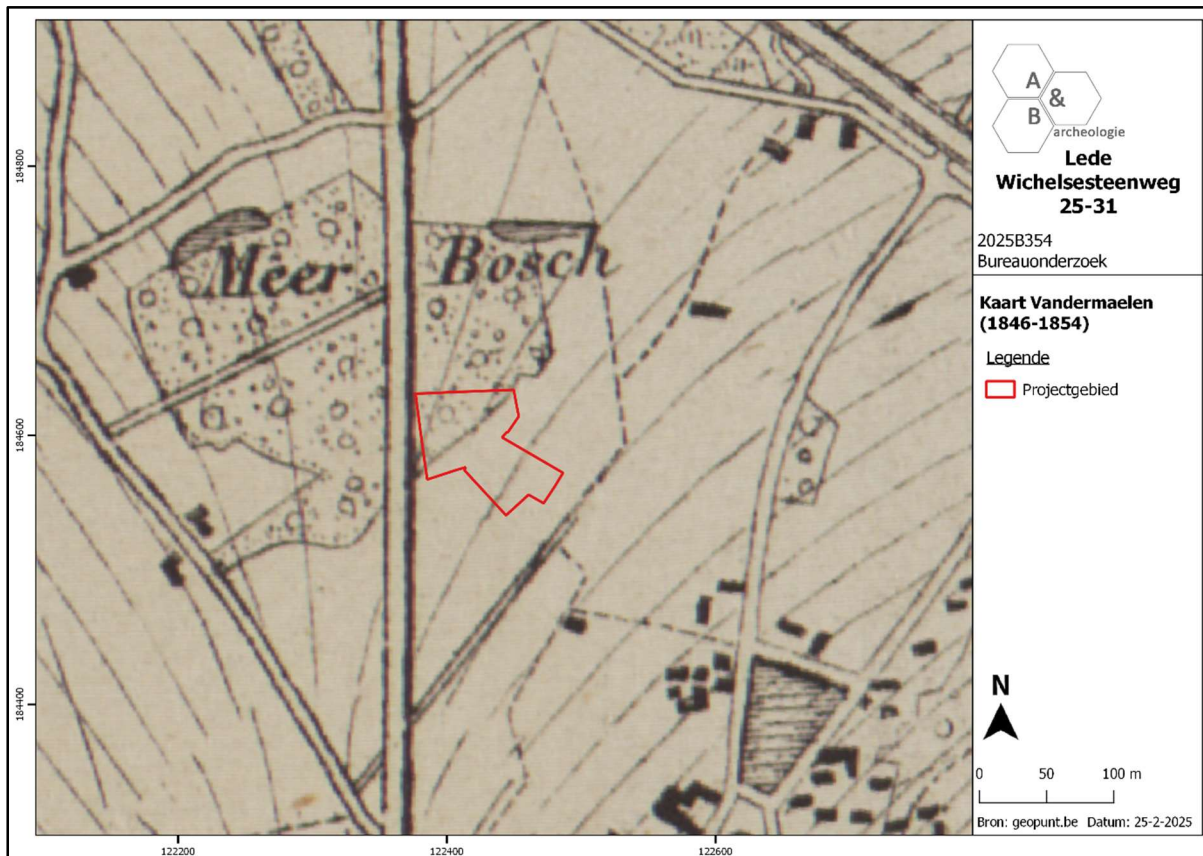 Meer Bosch
A
&
B
archeologie
Lede
Wichelsesteenweg
25-31
2025B354
Bureauonderzoek
Kaart Vandermaelen
(1846-1854)
Legende
Projectgebied
N
0 50 100 m
Bron: geopunt.be Datum: 25-2-2025
184800
184600
184400
122200 122400 122600